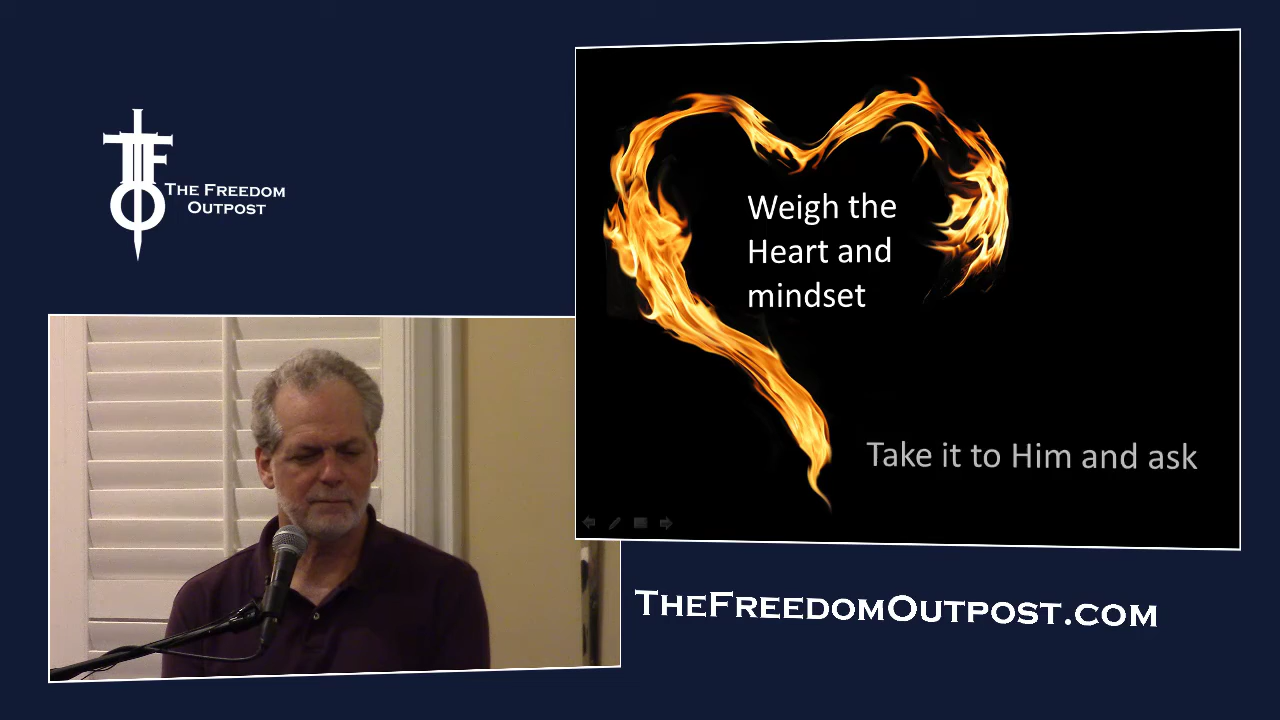 THE FREEDOM
OUTPOST
Weigh the
Heart and
mindset
Take it to Him and ask
THEFREEDOMOUTPOST.COM